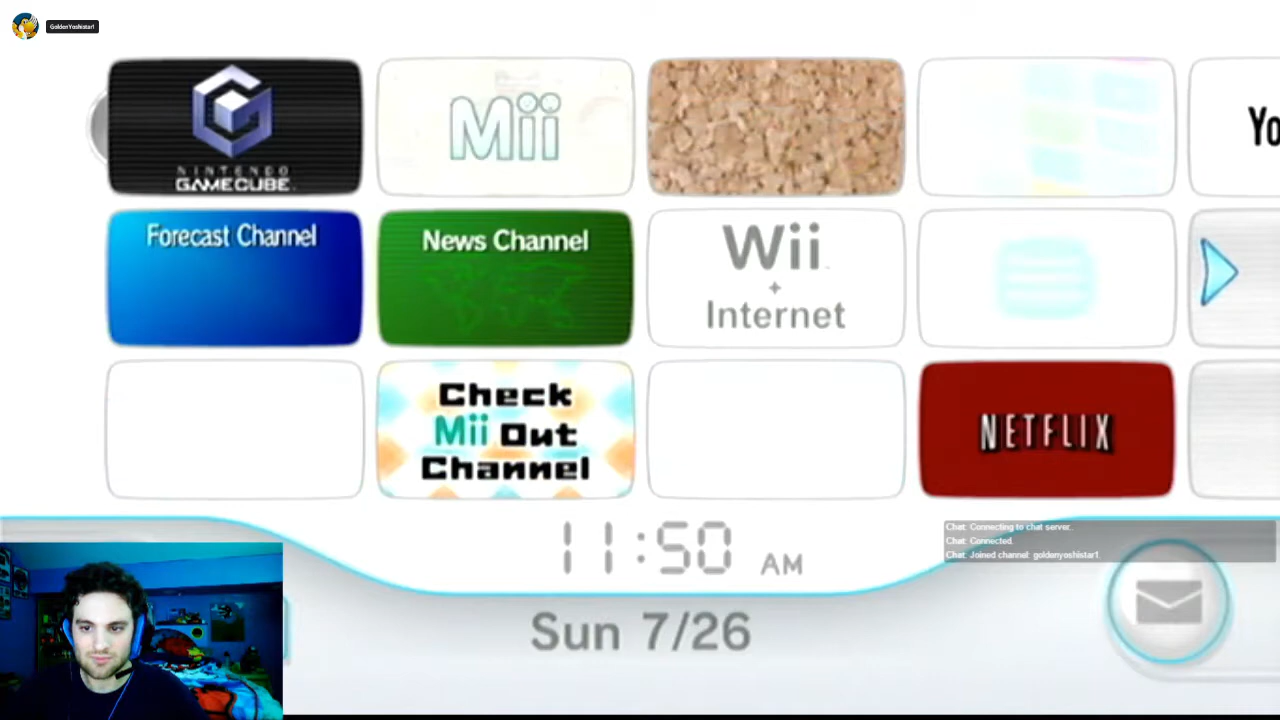 GoldenYoshistar1
NINTENDO
GAMECUBE
Mii
Yo
Forecast Channel
News Channel
Wii
+
Internet
Check
Mii Out
Channel
NETFLIX
11:50 AM
Sun 7/26
Chat: Connecting to chat server..
Chat: Connected.
Chat: Joined channel: goldenyoshistar1.